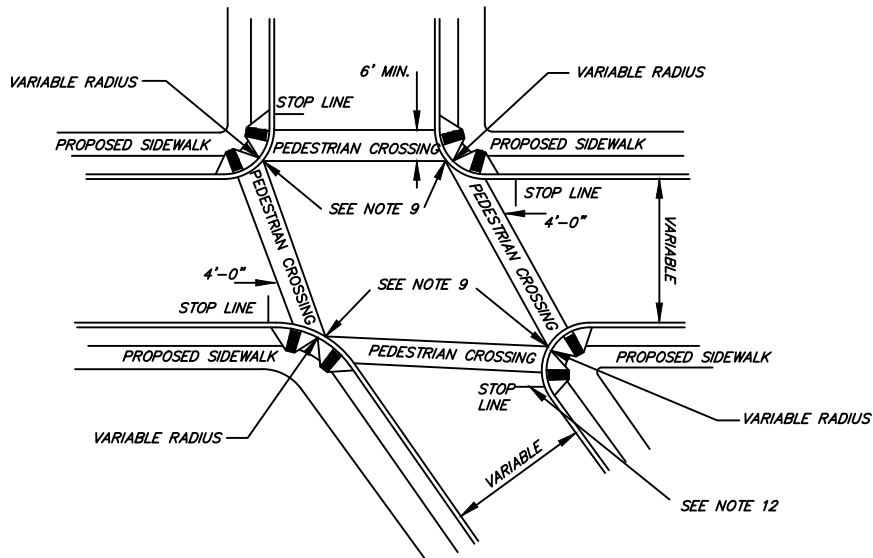 6' MIN.
VARIABLE RADIUS
VARIABLE RADIUS
STOP LINE
PROPOSED SIDEWALK
PEDESTRIAN CROSSING
PROPOSED SIDEWALK
STOP LINE
SEE NOTE 9
4'-0"
PEDESTRIAN CROSSING
PEDESTRIAN CROSSING
VARIABLE
4'-0"
SEE NOTE 9
STOP LINE
PROPOSED SIDEWALK
PEDESTRIAN CROSSING
PROPOSED SIDEWALK
STOP
LINE
VARIABLE RADIUS
VARIABLE RADIUS
VARIABLE
SEE NOTE 12